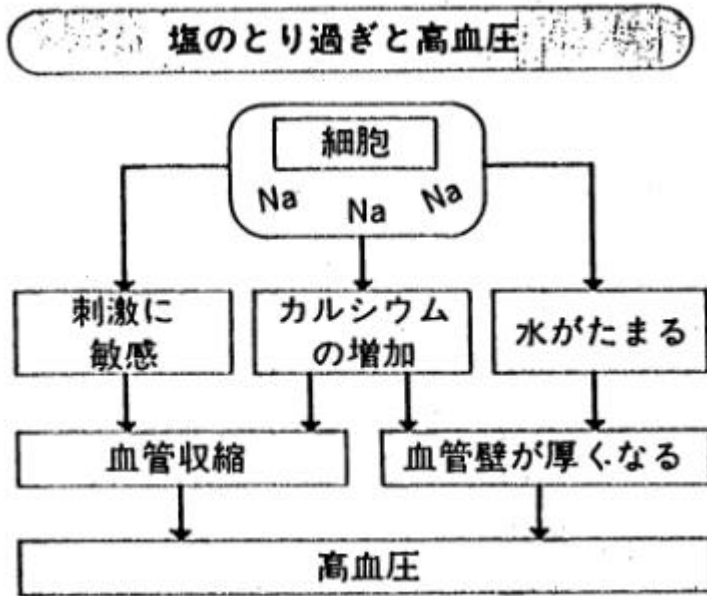 塩のとり過ぎと高血圧
細胞
Na Na Na
刺激に
敏感
カルシウム
の増加
水がたまる
血管収縮
血管壁が厚くなる
高血圧